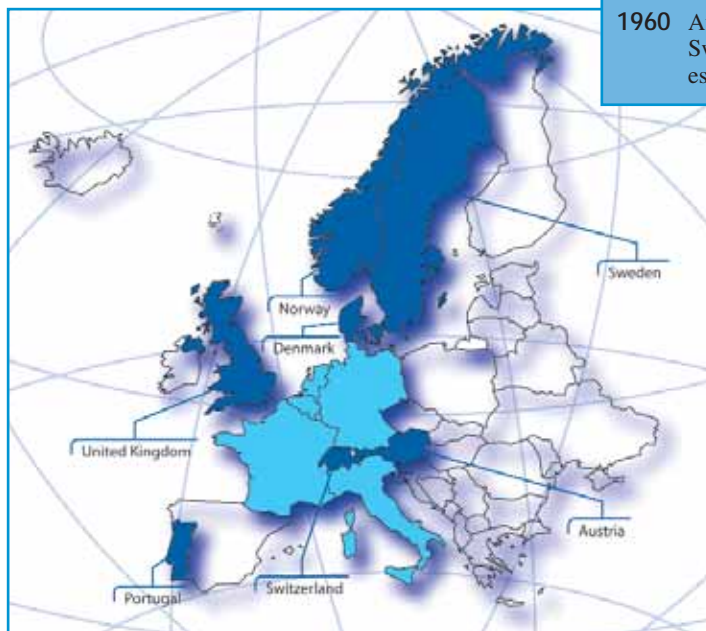 1960 A
Sw
es
Sweden
Norway
Denmark
United Kingdom
Austria
Portugal
Switzerland